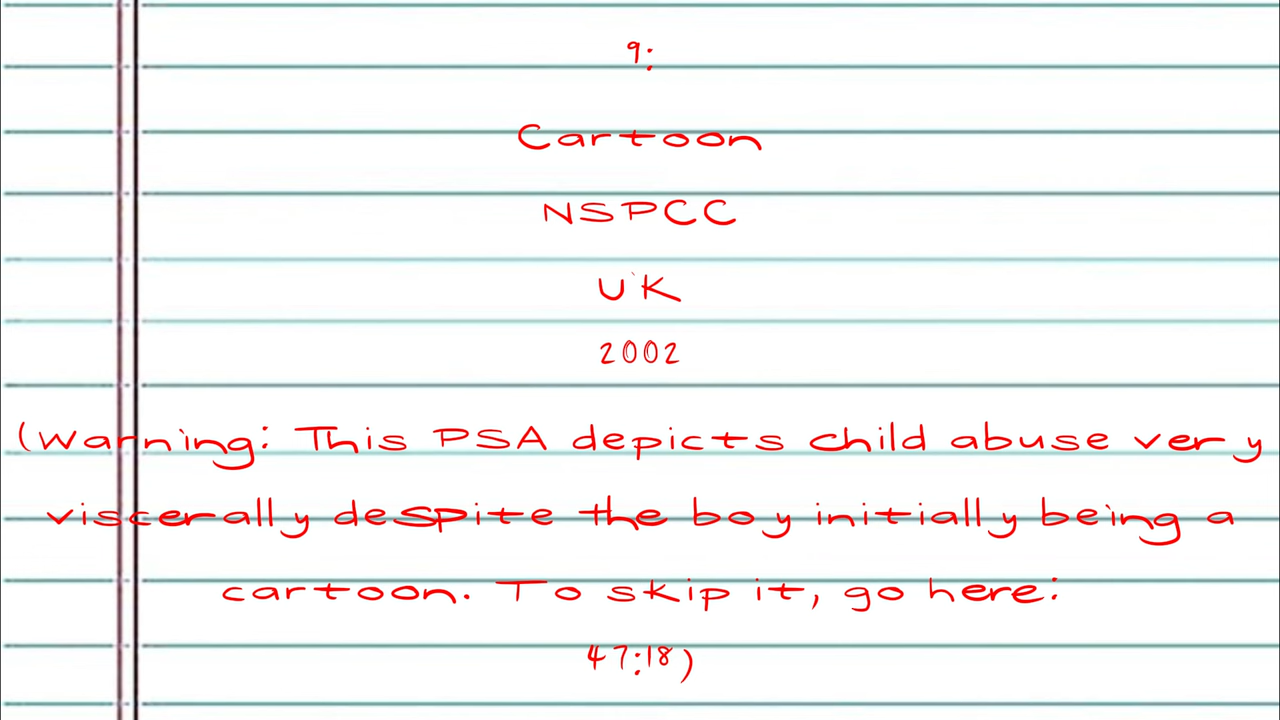 9:
Cartoon
NSPCC
UK
2002
(Warning: This PSA depicts child abuse very
viscerally despite the boy initially being a
cartoon. To skip it, go here:
47:18)